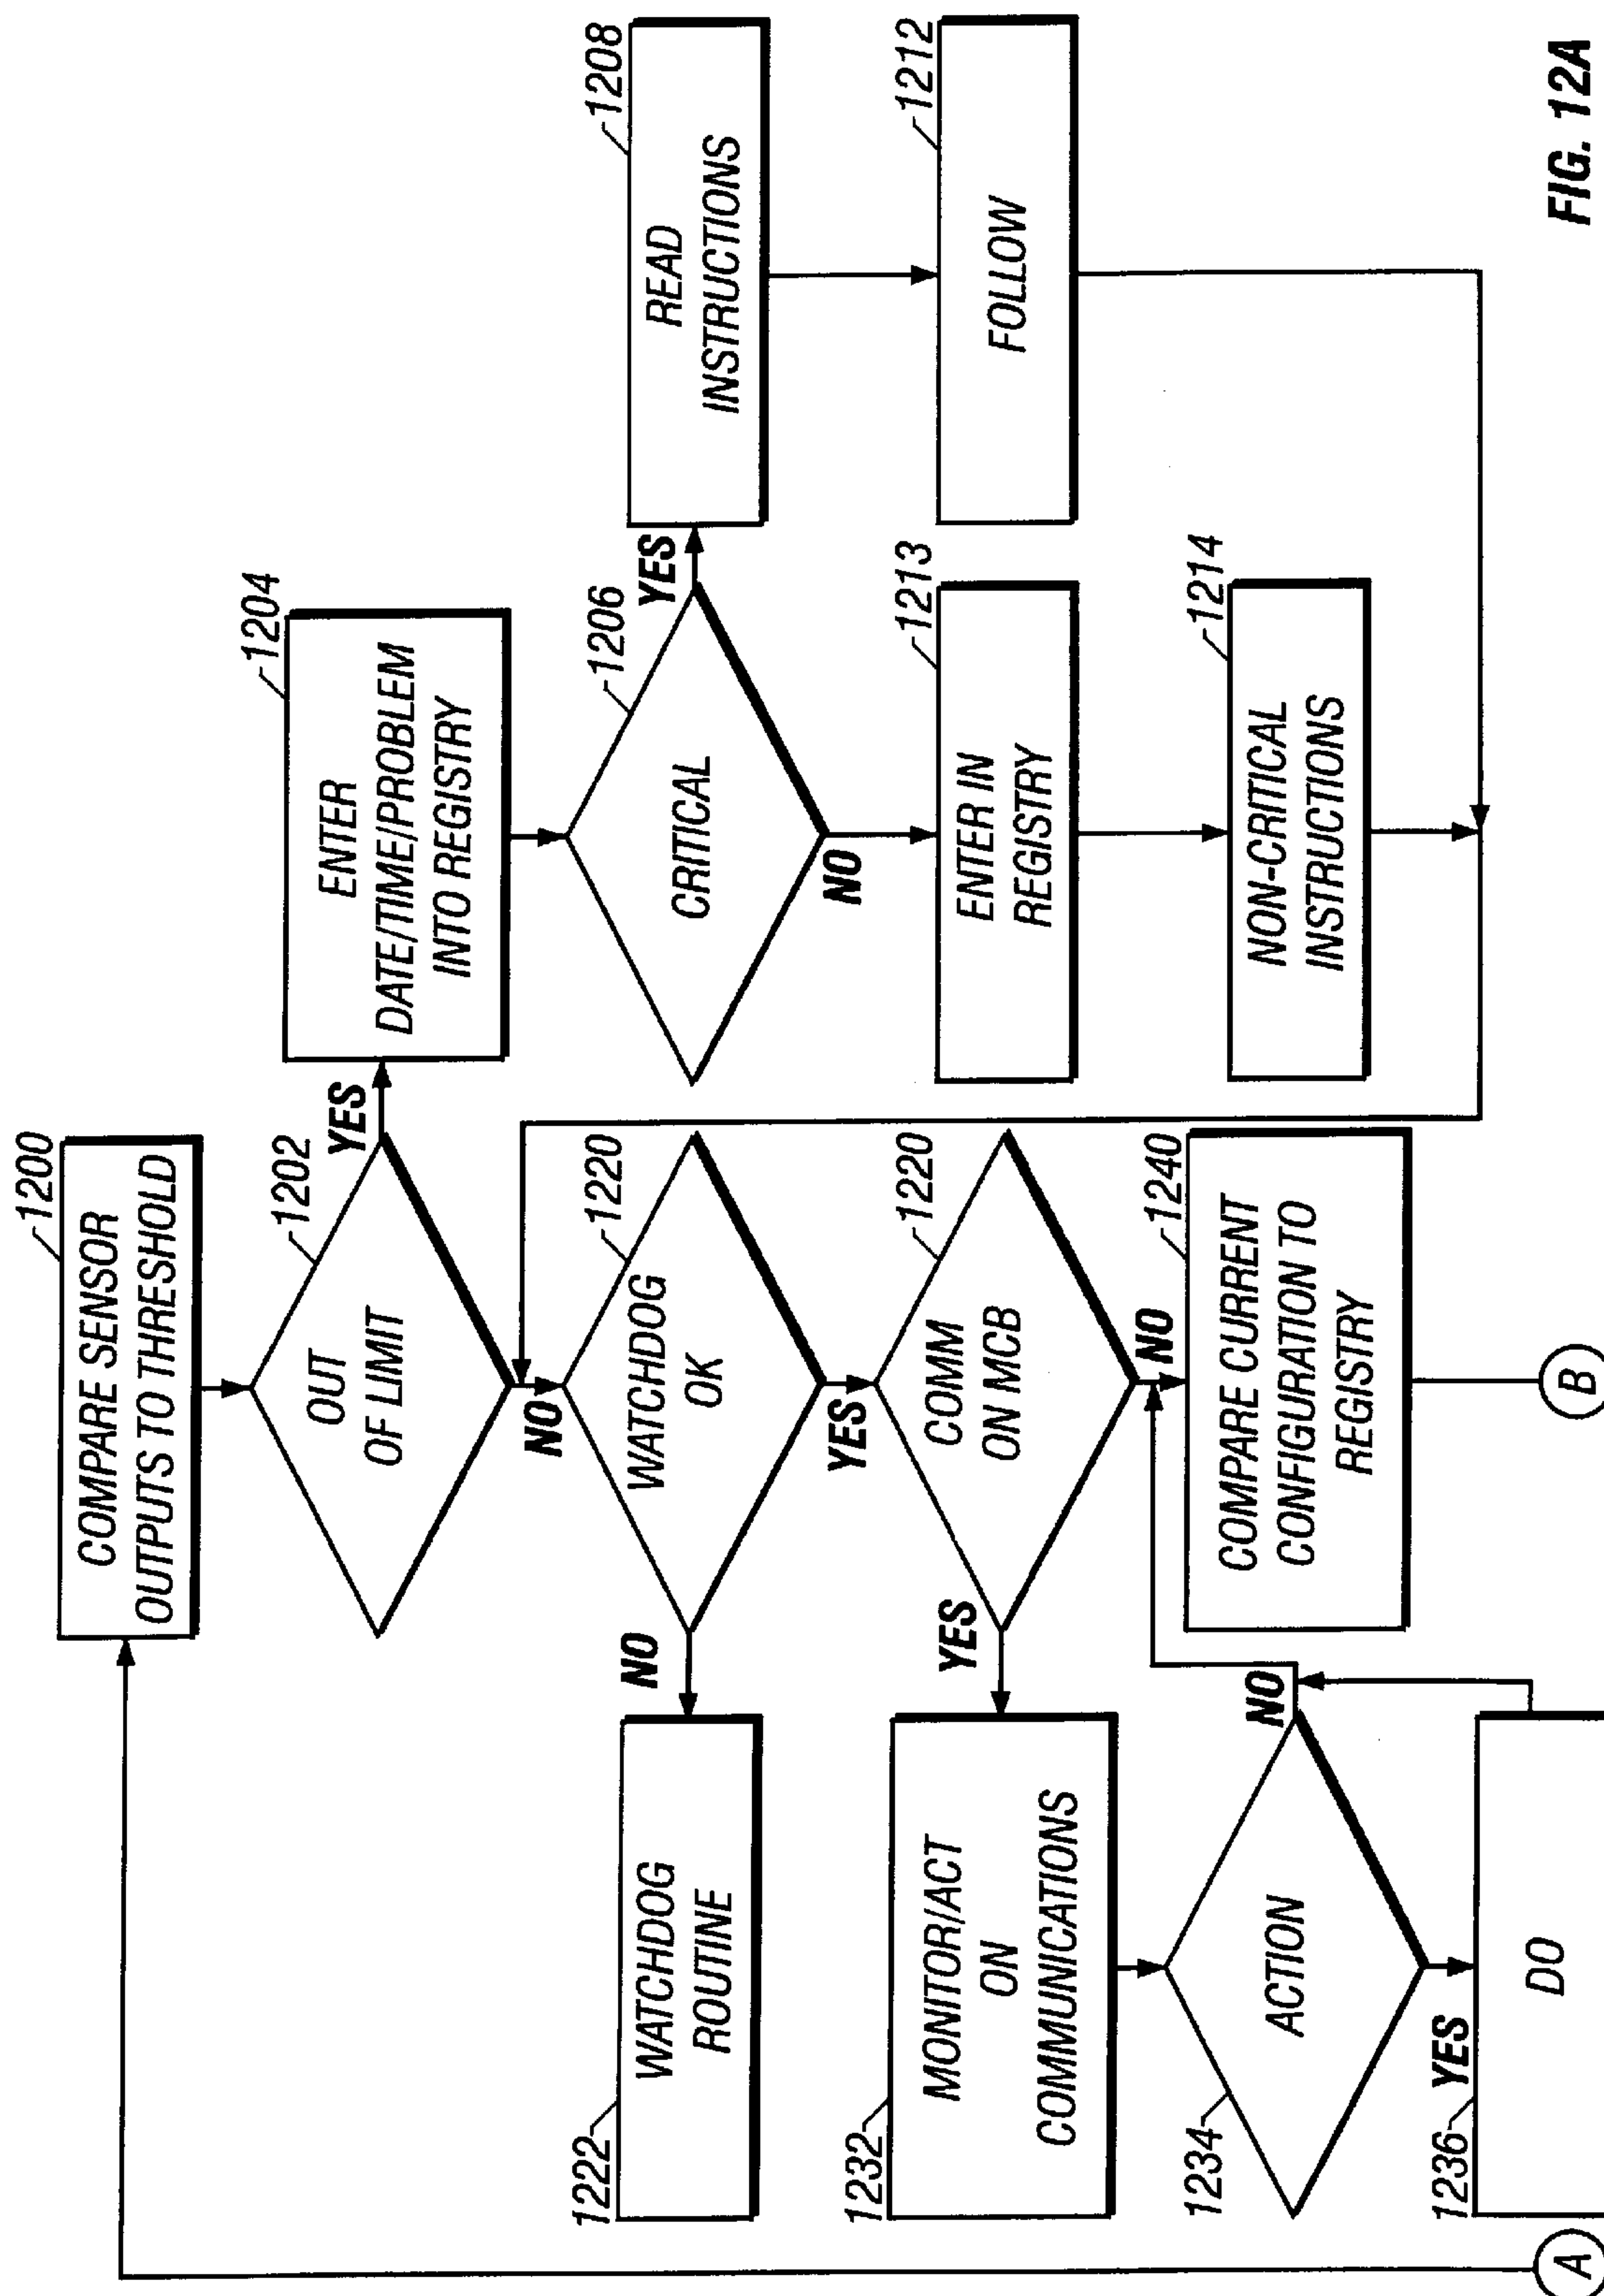 1200
COMPARE SENSOR
OUTPUTS TO THRESHOLD
1202
OUT
OF LIMIT
YES
NO
1204
ENTER
DATE/TIME/PROBLEM
INTO REGISTRY
1206
CRITICAL
YES
NO
1208
READ
INSTRUCTIONS
1212
FOLLOW
1213
ENTER IN
REGISTRY
1214
NON-CRITICAL
INSTRUCTIONS
1220
WATCHDOG
OK
NO
YES
1222
WATCHDOG
ROUTINE
1220
COMM
ON MCB
YES
NO
1232
MONITOR/ACT
ON
COMMUNICATIONS
1234
ACTION
NO
YES
1236
DO
1240
COMPARE CURRENT
CONFIGURATION TO
REGISTRY
A
B
FIG. 12A